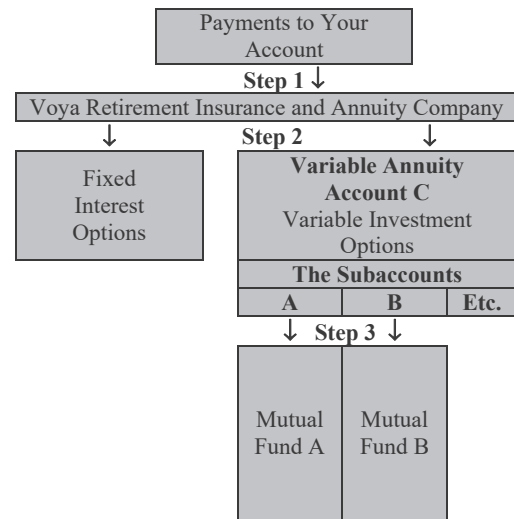 Payments to Your
Account
Step 1 ↓
Voya Retirement Insurance and Annuity Company
↓ Step 2 ↓
Fixed
Interest
Options
Variable Annuity
Account C
Variable Investment
Options
The Subaccounts
A B Etc.
↓ Step 3 ↓
Mutual
Fund A
Mutual
Fund B